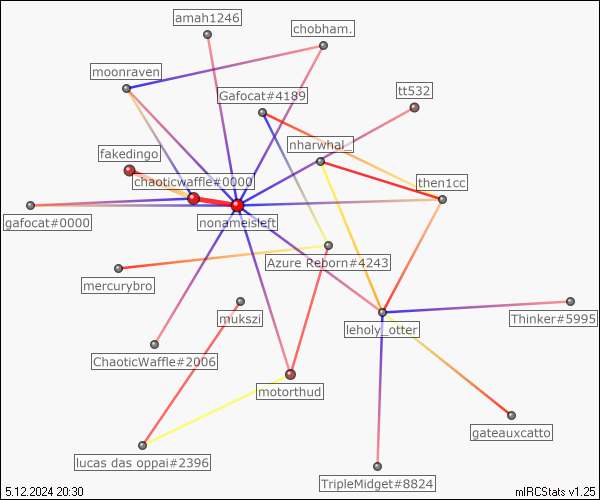 amah1246
chobham.
moonraven
tt532
Gafocat#4189
nharwhal_
fakedingo
chaoticwaffle#0000
then1cc
gafocat#0000
nonameisleft
Azure Reborn#4243
mercurybro
mukszi
Thinker#5995
leholy_otter
ChaoticWaffle#2006
motorthud
gateauxcatto
lucas das oppai#2396
TripleMidget#8824
5.12.2024 20:30
mIRCStats v1.25